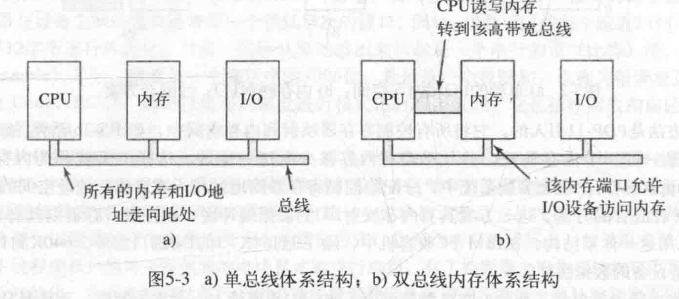 CPU读写内存
转到该高带宽总线
CPU
内存
I/O
CPU
内存
I/O
所有的内存和I/O地
址走向此处
总线
该内存端口允许
I/O设备访问内存
a)
b)
图5-3 a) 单总线体系结构；b) 双总线内存体系结构